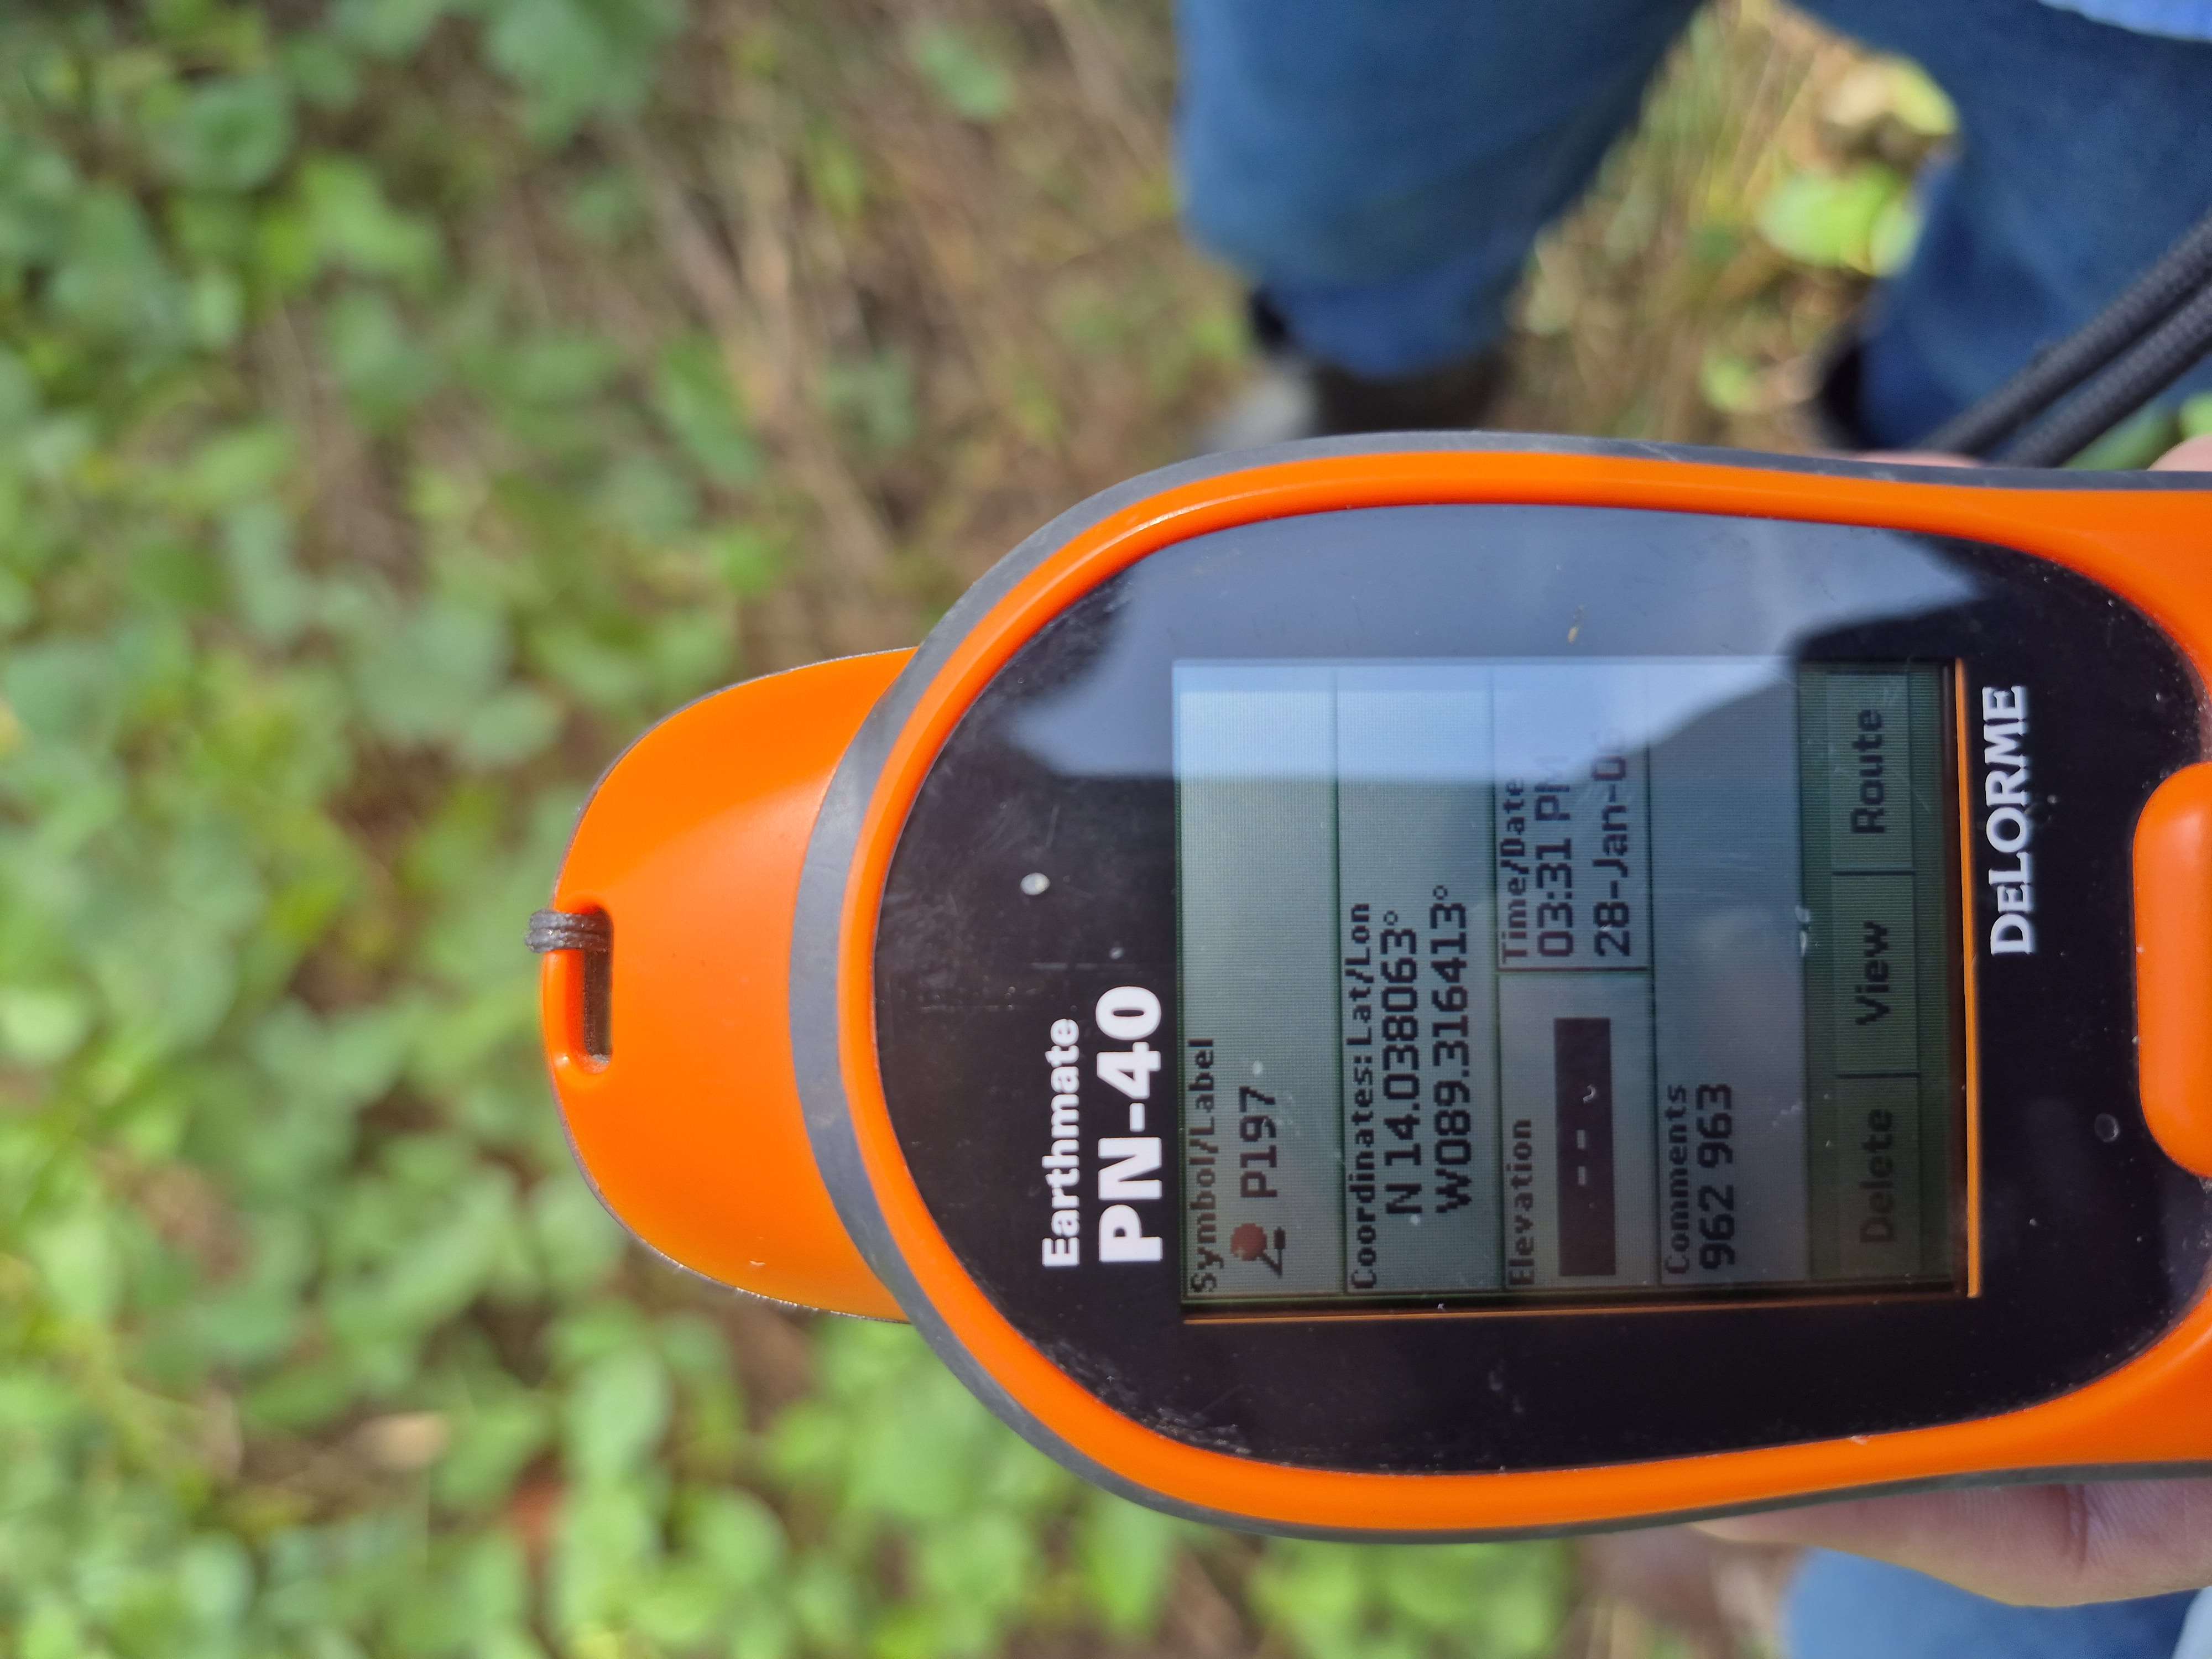 Earthmate
PN-40
Symbol/Label
P197
Coordinates:Lat/Lon
N 14.038063°
W089.316413°
Elevation
---
Time/Date
03:31 PM
28-Jan-0
Comments
962 963
Delete View Route
DELORME